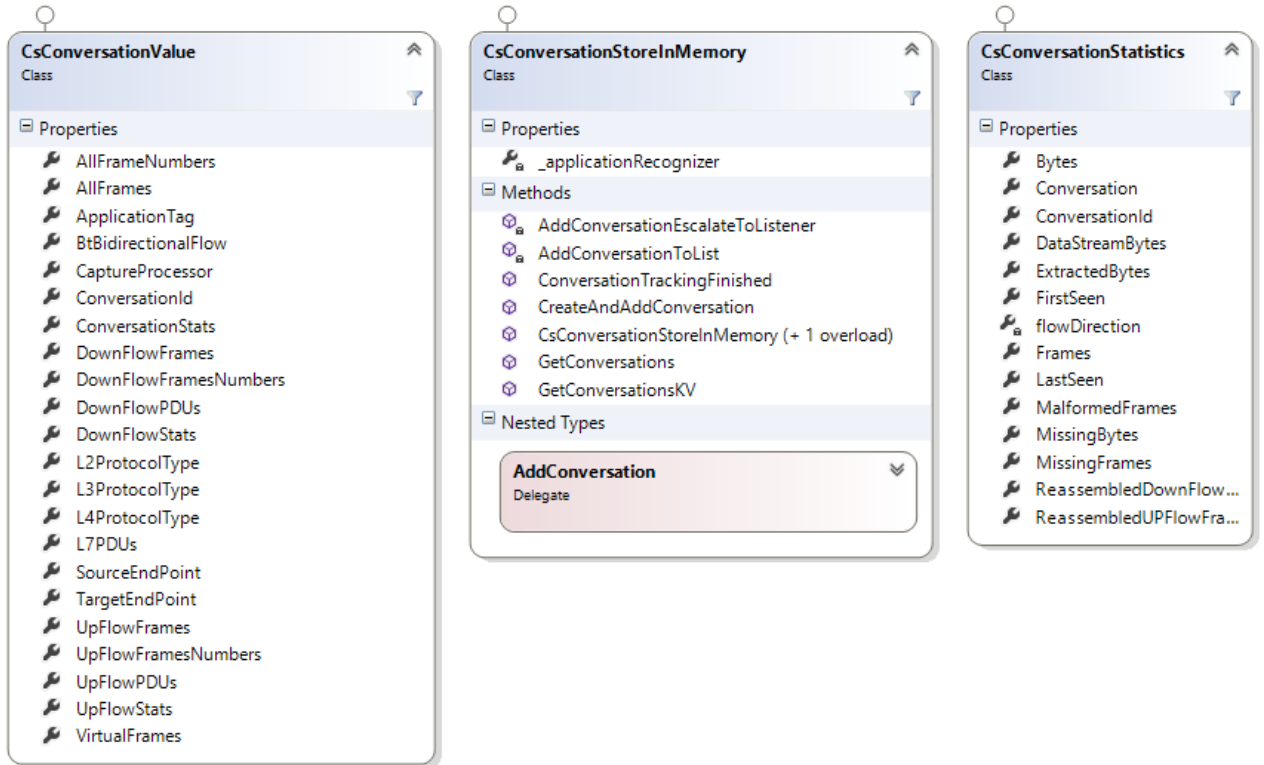 CsConversationValue
Class
Properties
AllFrameNumbers
AllFrames
ApplicationTag
BtBidirectionalFlow
CaptureProcessor
ConversationId
ConversationStats
DownFlowFrames
DownFlowFramesNumbers
DownFlowPDUs
DownFlowStats
L2ProtocolType
L3ProtocolType
L4ProtocolType
L7PDUs
SourceEndPoint
TargetEndPoint
UpFlowFrames
UpFlowFramesNumbers
UpFlowPDUs
UpFlowStats
VirtualFrames
CsConversationStoreInMemory
Class
Properties
_applicationRecognizer
Methods
AddConversationEscalateToListener
AddConversationToList
ConversationTrackingFinished
CreateAndAddConversation
CsConversationStoreInMemory (+ 1 overload)
GetConversations
GetConversationsKV
Nested Types
AddConversation
Delegate
CsConversationStatistics
Class
Properties
Bytes
Conversation
ConversationId
DataStreamBytes
ExtractedBytes
FirstSeen
flowDirection
Frames
LastSeen
MalformedFrames
MissingBytes
MissingFrames
ReassembledDownFlow...
ReassembledUPFlowFra...